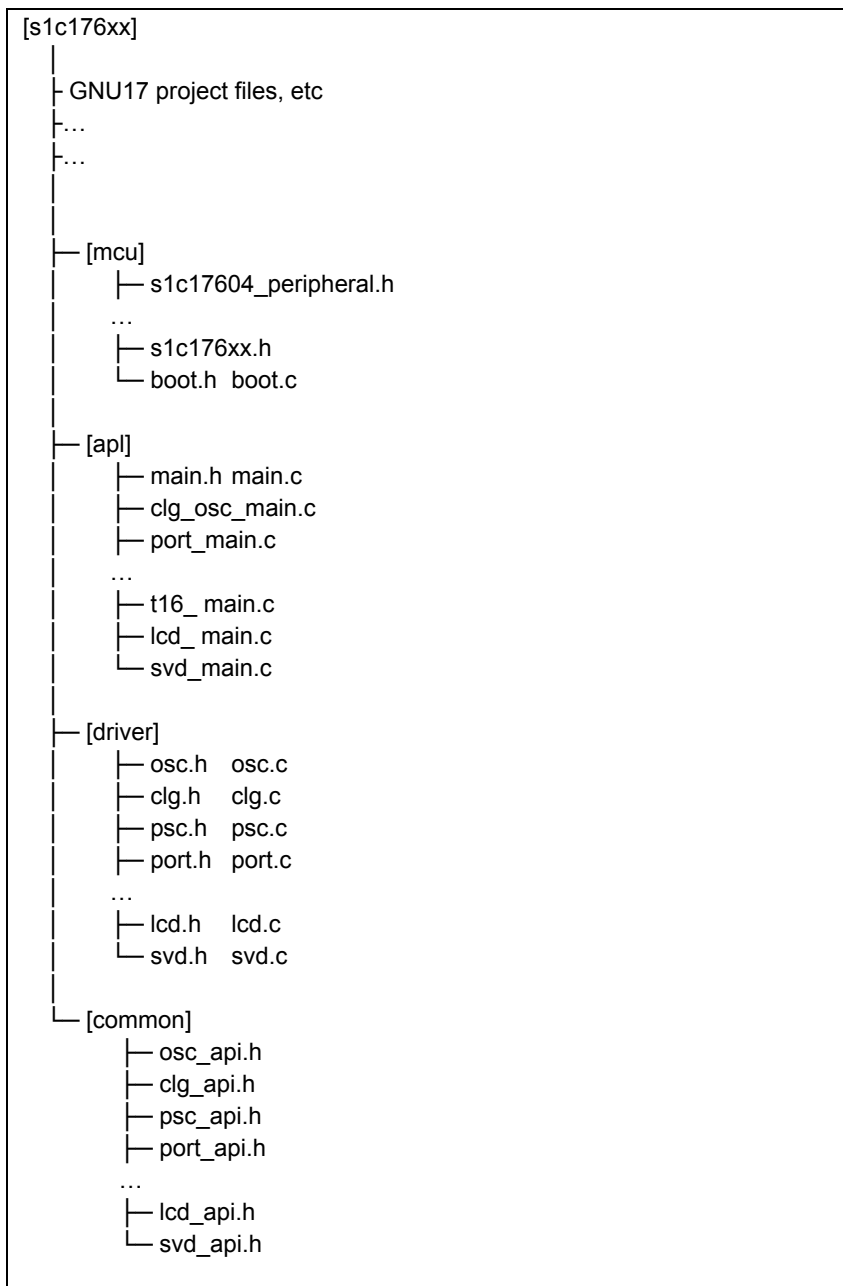 [s1c176xx]
GNU17 project files, etc
…
…
[mcu]
s1c17604_peripheral.h
…
s1c176xx.h
boot.h boot.c
[apl]
main.h main.c
clg_osc_main.c
port_main.c
…
t16_ main.c
lcd_ main.c
svd_main.c
[driver]
osc.h osc.c
clg.h clg.c
psc.h psc.c
port.h port.c
…
lcd.h lcd.c
svd.h svd.c
[common]
osc_api.h
clg_api.h
psc_api.h
port_api.h
…
lcd_api.h
svd_api.h